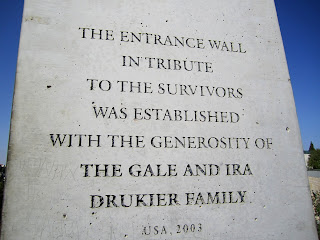 THE ENTRANCE WALL
IN TRIBUTE
TO THE SURVIVORS
WAS ESTABLISHED
WITH THE GENEROSITY OF
THE GALE AND IRA
DRUKIER FAMILY
USA, 2003